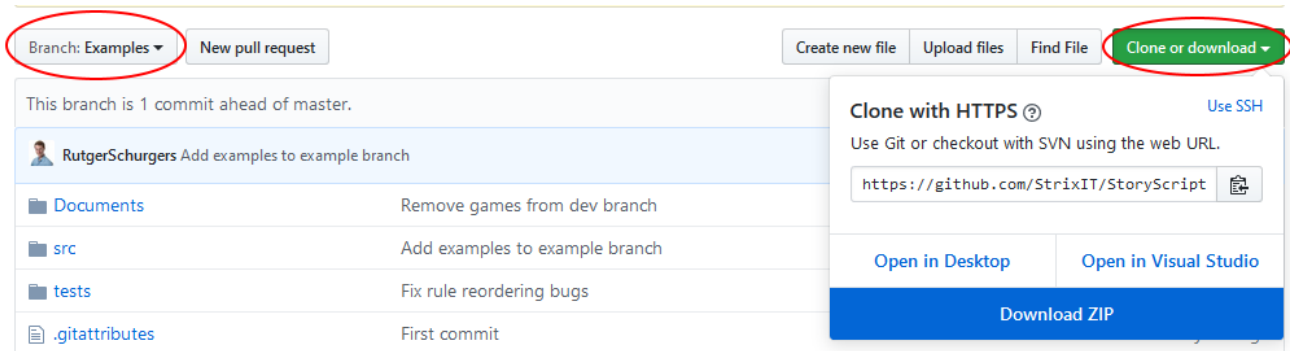 Branch: Examples
New pull request
Create new file
Upload files
Find File
Clone or download
This branch is 1 commit ahead of master.
Clone with HTTPS
Use SSH
Use Git or checkout with SVN using the web URL.
https://github.com/StrixIT/StoryScript
Open in Desktop
Open in Visual Studio
Download ZIP
RutgerSchurgers Add examples to example branch
Documents
Remove games from dev branch
src
Add examples to example branch
tests
Fix rule reordering bugs
.gitattributes
First commit